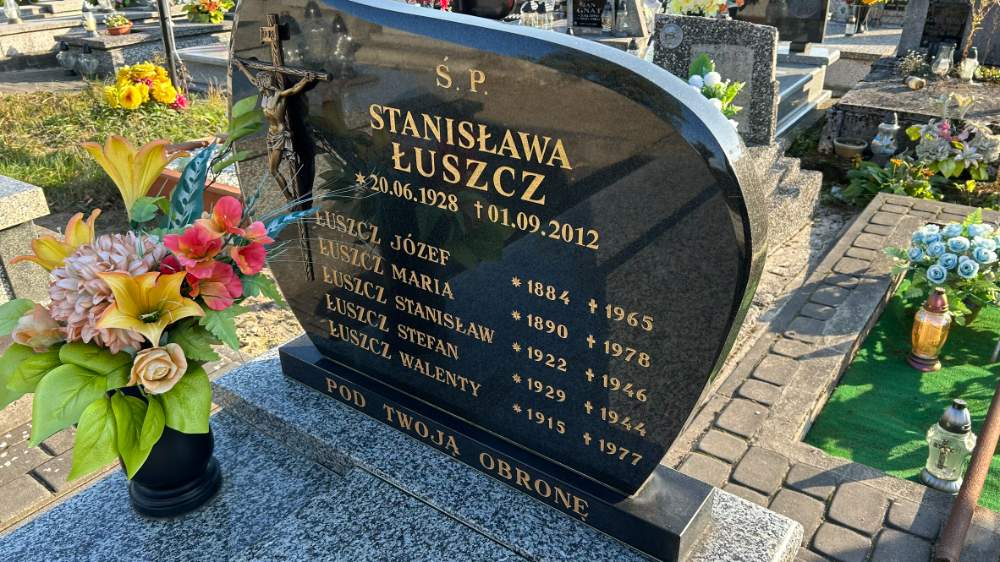 Ś. P.
STANISŁAWA
ŁUSZCZ
*20.06.1928 †01.09.2012
ŁUSZCZ JÓZEF *1884 †1965
ŁUSZCZ MARIA *1890 †1978
ŁUSZCZ STANISŁAW *1922 †1946
ŁUSZCZ STEFAN *1929 †1944
ŁUSZCZ WALENTY *1915 †1977
POD TWOJĄ OBRONĘ